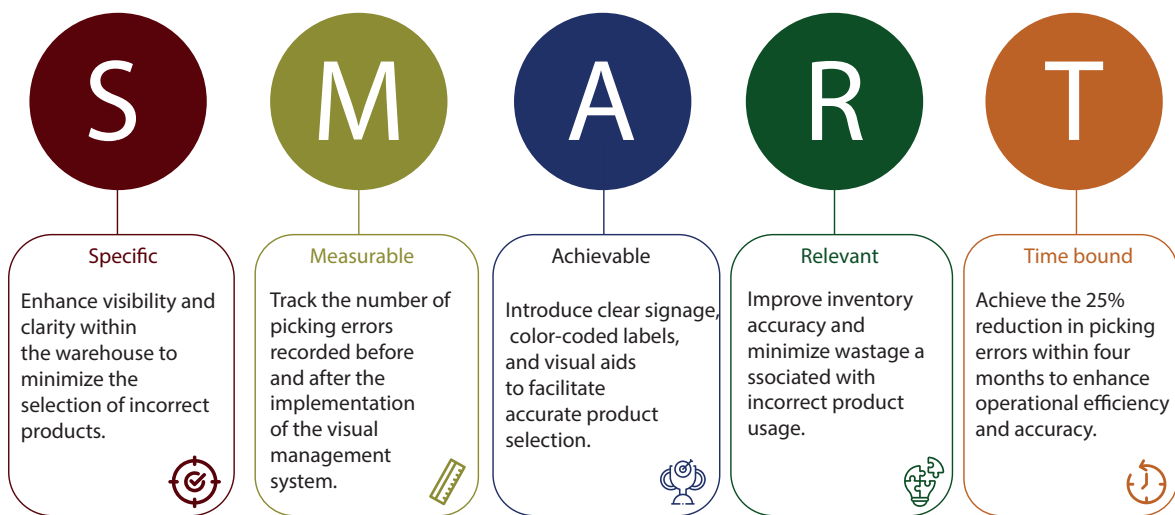 S
M
A
R
T
Specific
Enhance visibility and
clarity within
the warehouse to
minimize the
selection of incorrect
products.
Measurable
Track the number of
picking errors
recorded before
and after the
implementation
of the visual
management
system.
Achievable
Introduce clear signage,
color-coded labels,
and visual aids
to facilitate
accurate product
selection.
Relevant
Improve inventory
accuracy and
minimize wastage a
ssociated with
incorrect product
usage.
Time bound
Achieve the 25%
reduction in picking
errors within four
months to enhance
operational efficiency
and accuracy.